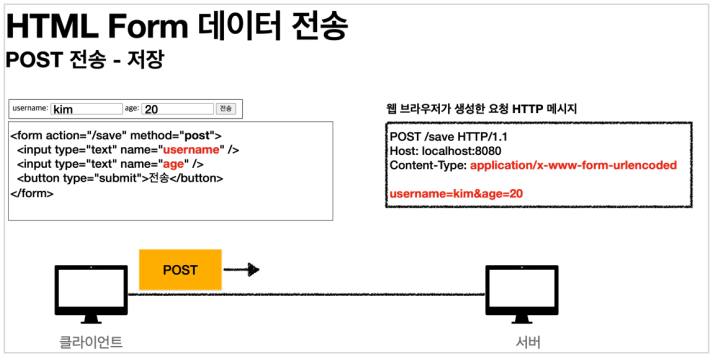 HTML Form 데이터 전송
POST 전송 - 저장
username: kim age: 20 전송
<form action="/save" method="post">
<input type="text" name="username" />
<input type="text" name="age" />
<button type="submit">전송</button>
</form>
웹 브라우저가 생성한 요청 HTTP 메시지
POST /save HTTP/1.1
Host: localhost:8080
Content-Type: application/x-www-form-urlencoded
username=kim&age=20
POST
클라이언트
서버